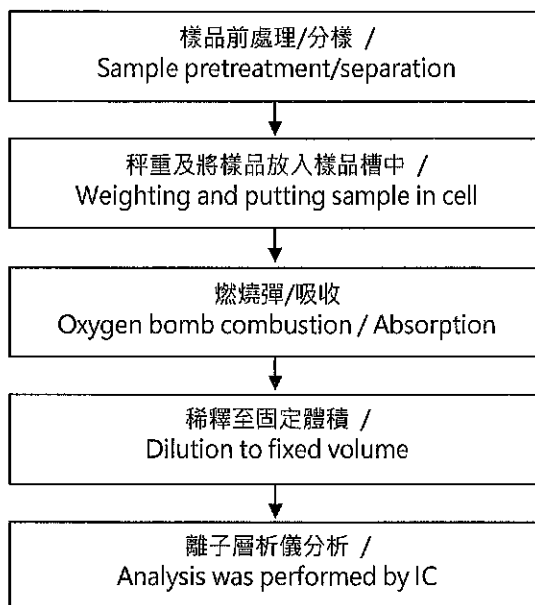 樣品前處理/分樣 /
Sample pretreatment/separation
秤重及將樣品放入樣品槽中 /
Weighting and putting sample in cell
燃燒彈/吸收
Oxygen bomb combustion / Absorption
稀釋至固定體積 /
Dilution to fixed volume
離子層析儀分析 /
Analysis was performed by IC